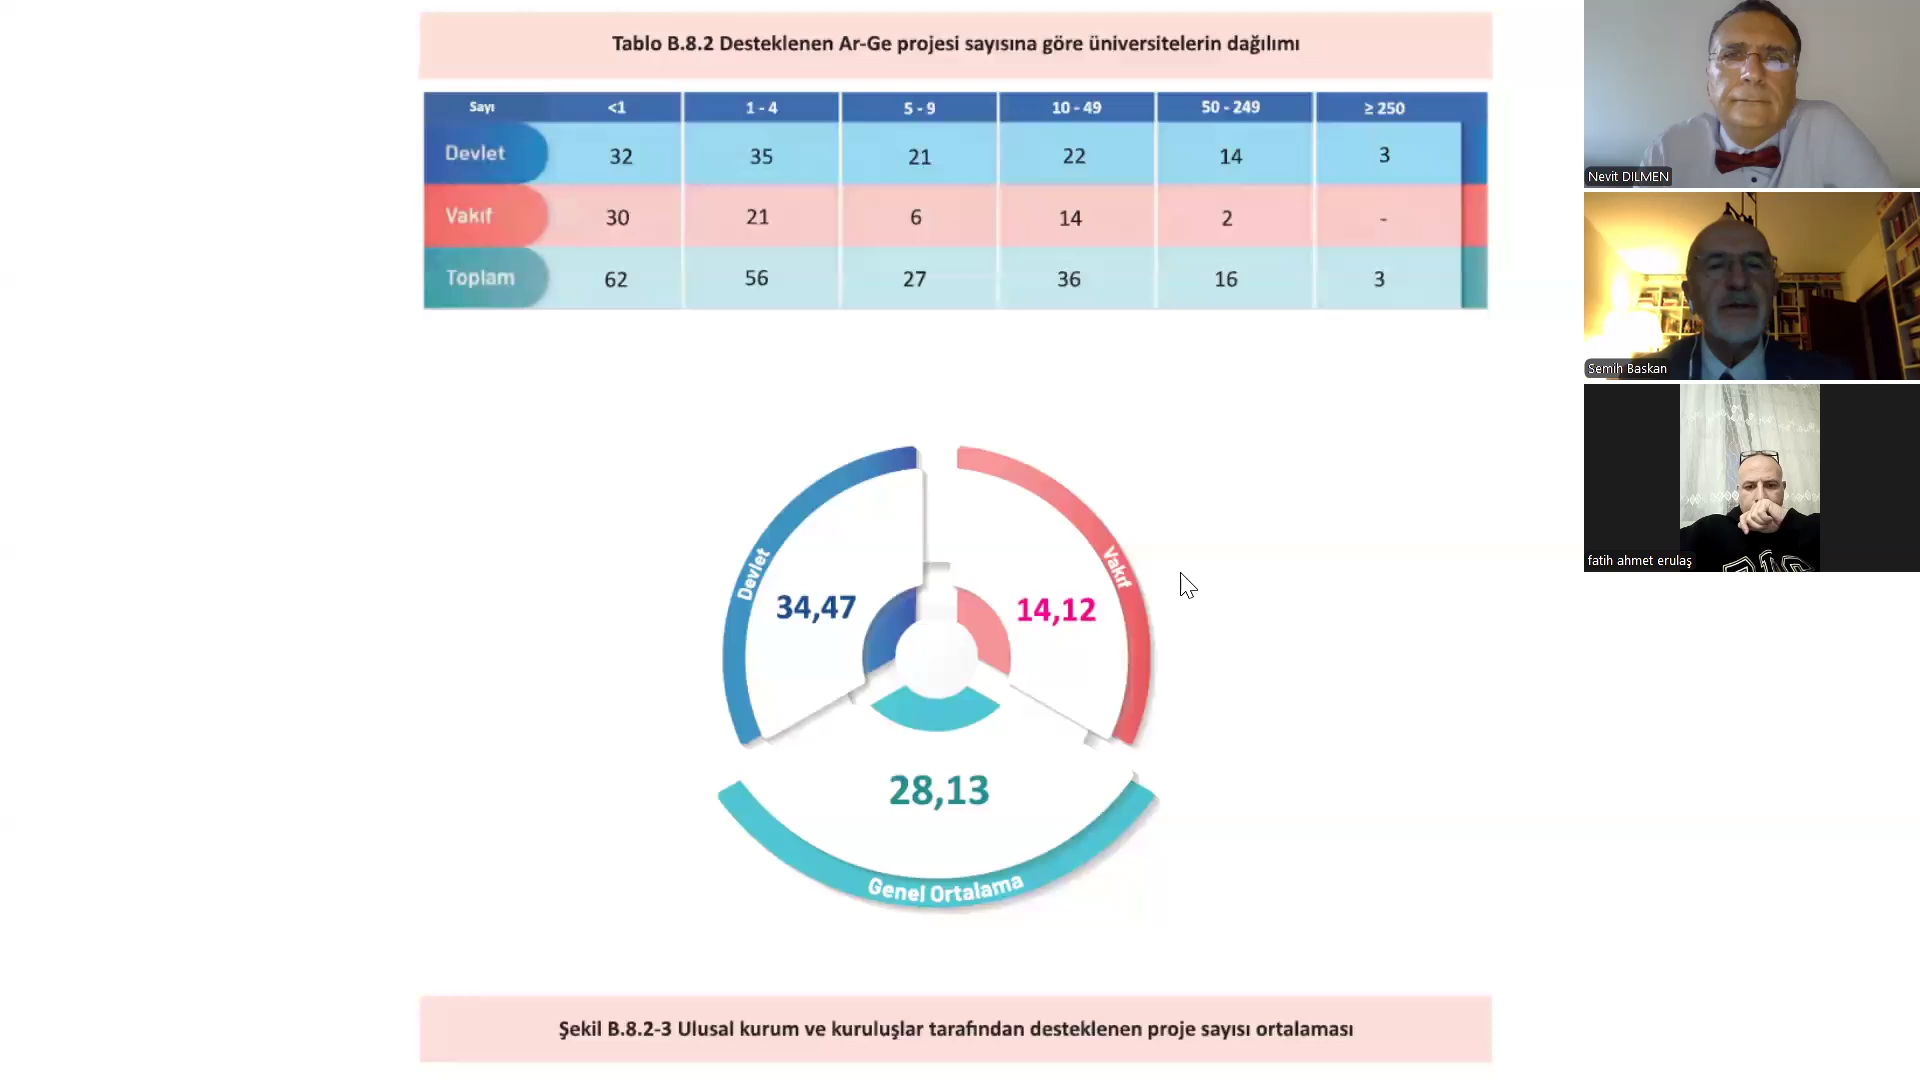 Tablo B.8.2 Desteklenen Ar-Ge projesi sayısına göre üniversitelerin dağılımı
Sayı <1 1 - 4 5 - 9 10 - 49 50 - 249 ≥ 250
Devlet 32 35 21 22 14 3
Vakıf 30 21 6 14 2 -
Toplam 62 56 27 36 16 3
Devlet
34,47
Vakıf
14,12
28,13
Genel Ortalama
Şekil B.8.2-3 Ulusal kurum ve kuruluşlar tarafından desteklenen proje sayısı ortalaması
Nevit DILMEN
Semih Baskan
fatih ahmet erulaş